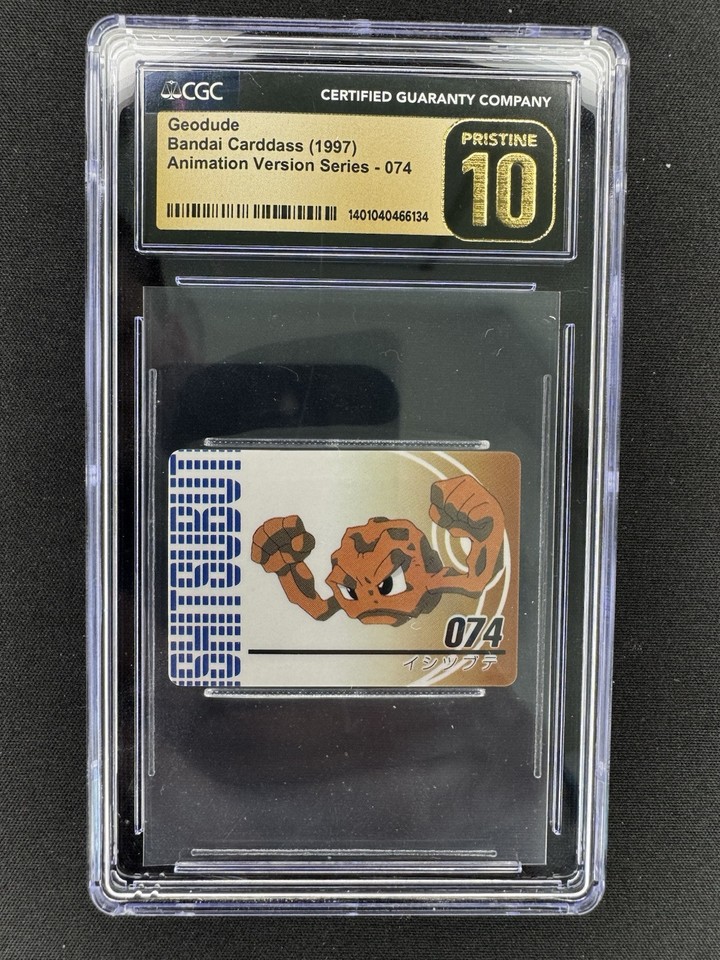 CGC
CERTIFIED GUARANTY COMPANY
Geodude
Bandai Carddass (1997)
Animation Version Series - 074
1401040466134
PRISTINE
10
SHITSUBUT
074
イシツブテ